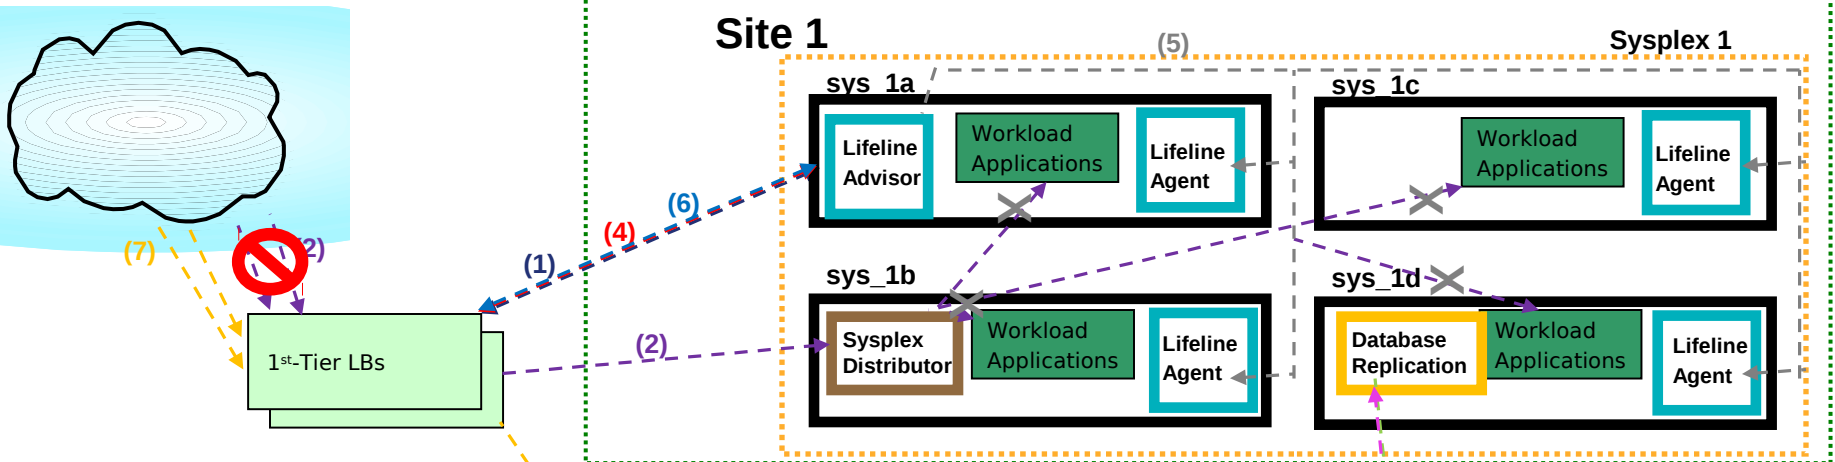 Site 1
(5)
Sysplex 1
sys_1a
sys_1c
Lifeline
Advisor
Workload
Applications
Lifeline
Agent
Workload
Applications
Lifeline
Agent
(7)
(2)
(1)
(4)
(6)
sys_1b
sys_1d
1st-Tier LBs
(2)
Sysplex
Distributor
Workload
Applications
Lifeline
Agent
Database
Replication
Workload
Applications
Lifeline
Agent